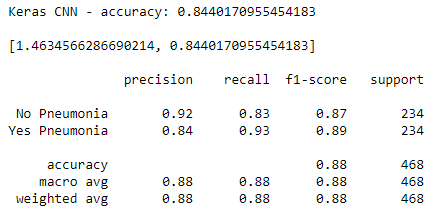 Keras CNN - accuracy: 0.8440170955454183
[1.4634566286690214, 0.8440170955454183]
precision recall f1-score support
No Pneumonia 0.92 0.83 0.87 234
Yes Pneumonia 0.84 0.93 0.89 234
accuracy 0.88 468
macro avg 0.88 0.88 0.88 468
weighted avg 0.88 0.88 0.88 468